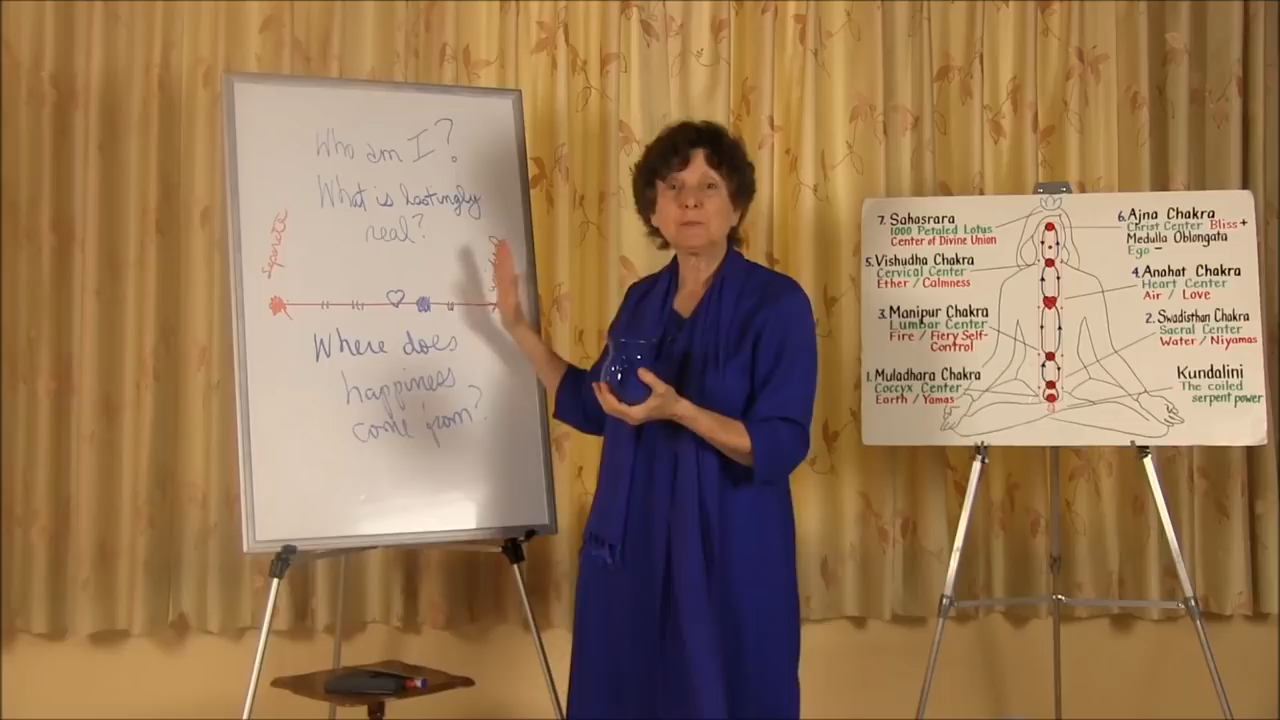 Who am I?
What is lastingly
real?
separate
Where does
happiness
come from?
7. Sahasrara
1000 Petaled Lotus
Center of Divine Union
6. Ajna Chakra
Christ Center Bliss +
Medulla Oblongata
Ego -
5. Vishudha Chakra
Cervical Center
Ether / Calmness
4. Anahat Chakra
Heart Center
Air / Love
3. Manipur Chakra
Lumbar Center
Fire / Fiery Self-
Control
2. Swadisthan Chakra
Sacral Center
Water / Niyamas
1. Muladhara Chakra
Coccyx Center
Earth / Yamas
Kundalini
The coiled
serpent power